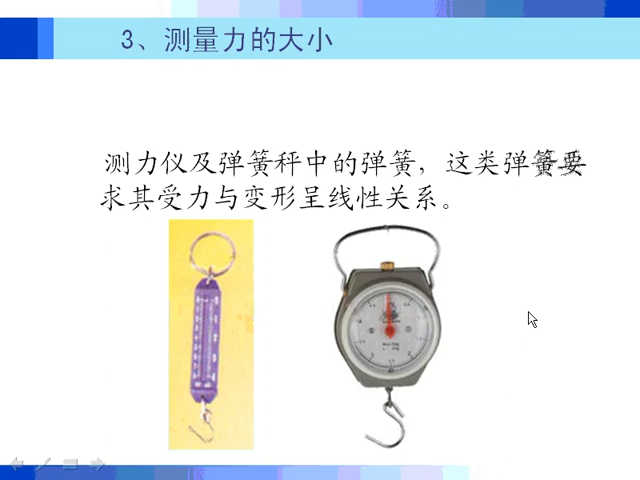 3、测量力的大小
测力仪及弹簧秤中的弹簧，这类弹簧要
求其受力与变形呈线性关系。